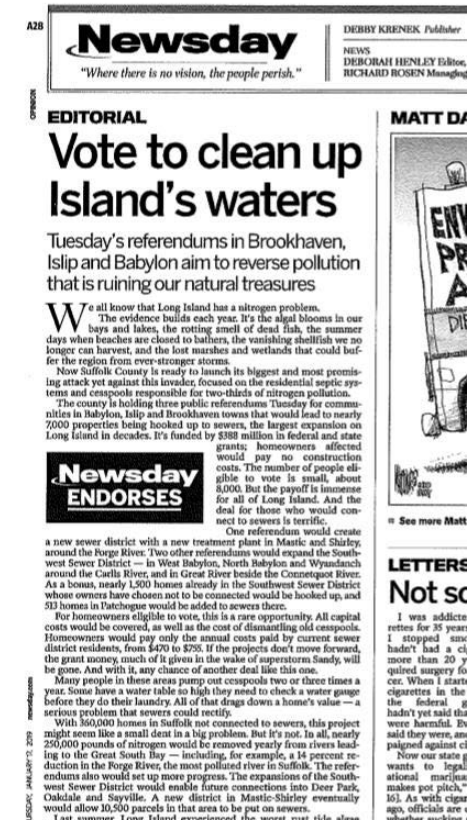 A28
Newsday
"Where there is no vision, the people perish."
DEBBY KRENEK Publisher
NEWS
DEBORAH HENLEY Editor,
RICHARD ROSEN Managing
OPINION
EDITORIAL
Vote to clean up
Island's waters
Tuesday's referendums in Brookhaven,
Islip and Babylon aim to reverse pollution
that is ruining our natural treasures
We all know that Long Island has a nitrogen problem.
The evidence builds each year. It's the algal blooms in our
bays and lakes, the rotting smell of dead fish, the summer
days when beaches are closed to bathers, the vanishing shellfish we no
longer can harvest, and the lost marshes and wetlands that could buf-
fer the region from ever-stronger storms.
Now Suffolk County is ready to launch its biggest and most promis-
ing attack yet against this invader, focused on the residential septic sys-
tems and cesspools responsible for two-thirds of nitrogen pollution.
The county is holding three public referendums Tuesday for commu-
nities in Babylon, Islip and Brookhaven towns that would lead to nearly
7,000 properties being hooked up to sewers, the largest expansion on
Long Island in decades. It's funded by $388 million in federal and state
grants; homeowners affected
would pay no construction
costs. The number of people eli-
gible to vote is small, about
8,000. But the payoff is immense
for all of Long Island. And the
deal for those who would con-
nect to sewers is terrific.
Newsday
ENDORSES
One referendum would create
a new sewer district with a new treatment plant in Mastic and Shirley,
around the Forge River. Two other referendums would expand the South-
west Sewer District — in West Babylon, North Babylon and Wyandanch
around the Carlls River, and in Great River beside the Connetquot River.
As a bonus, nearly 1,500 homes already in the Southwest Sewer District
whose owners have chosen not to be connected would be hooked up, and
513 homes in Patchogue would be added to sewers there.
For homeowners eligible to vote, this is a rare opportunity. All capital
costs would be covered, as well as the cost of dismantling old cesspools.
Homeowners would pay only the annual costs paid by current sewer
district residents, from $470 to $755. If the projects don't move forward,
the grant money, much of it given in the wake of superstorm Sandy, will
be gone. And with it, any chance of another deal like this one.
Many people in these areas pump out cesspools two or three times a
year. Some have a water table so high they need to check a water gauge
before they do their laundry. All of that drags down a home's value — a
serious problem that sewers could rectify.
With 360,000 homes in Suffolk not connected to sewers, this project
might seem like a small dent in a big problem. But it's not. In all, nearly
250,000 pounds of nitrogen would be removed yearly from rivers lead-
ing to the Great South Bay — including, for example, a 14 percent re-
duction in the Forge River, the most polluted river in Suffolk. The refer-
endums also would set up more progress. The expansions of the South-
west Sewer District would enable future connections into Deer Park,
Oakdale and Sayville. A new district in Mastic-Shirley eventually
would allow 10,500 parcels in that area to be put on sewers.
Last summer, Long Island experienced the worst rust tide algae
newsday.com
MATT DA
ENV
PR
A
DIE
See more Matt
LETTERS
Not so
I was addicte
rettes for 35 years
I stopped smo
hadn't had a cig
more than 20 y
quired surgery fo
cer. When I starte
cigarettes in the
the federal g
hadn't yet said tha
were harmful. Ev
said they were, and
paigned against ci
Now our state g
wants to legali
ational marijua
makes pot pitch,"
16]. As with cigar
ago, officials are